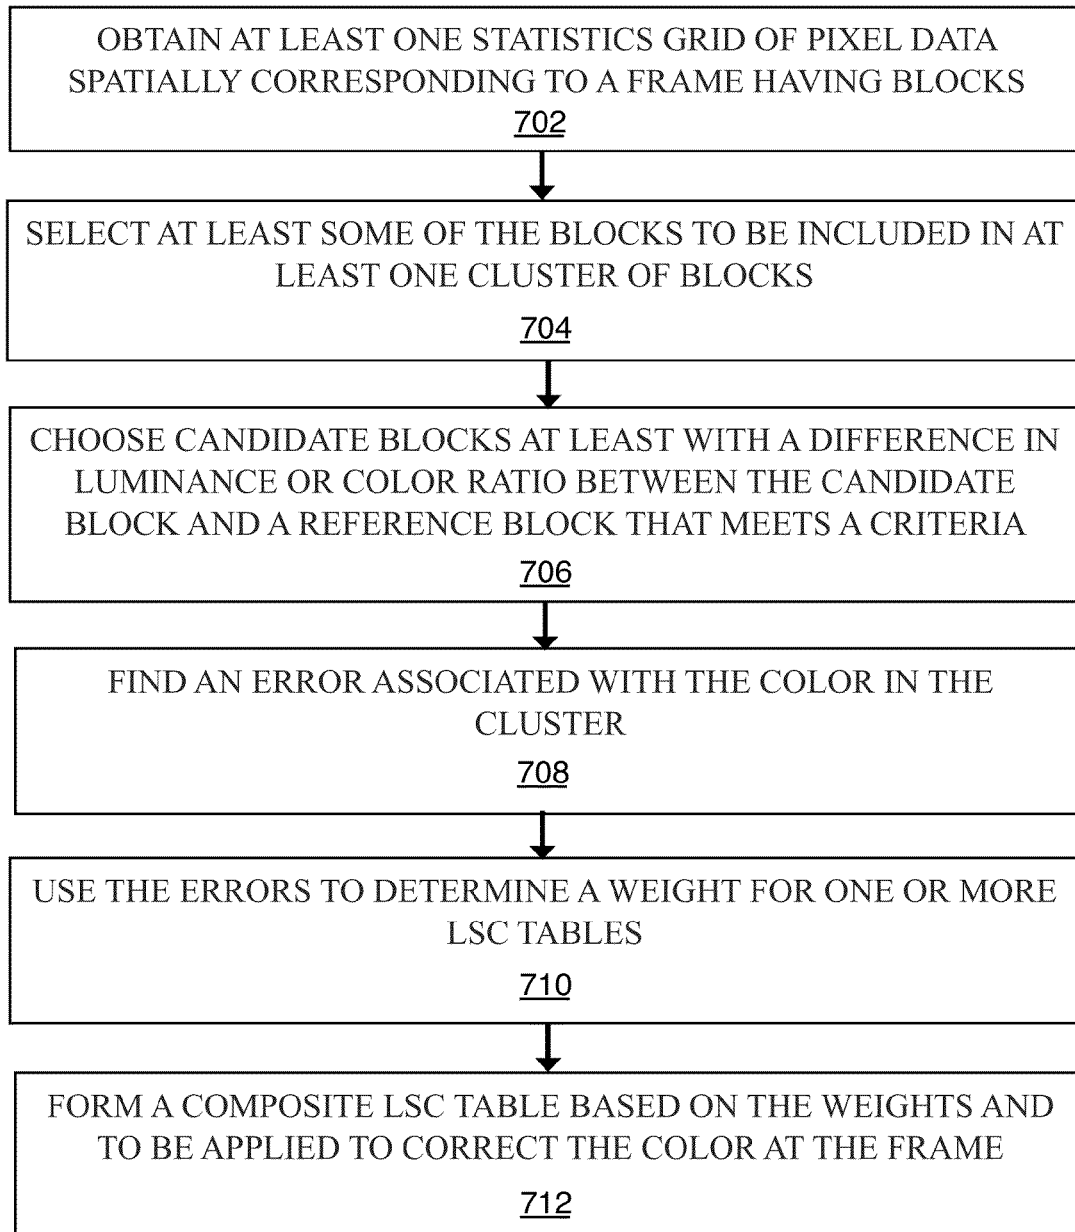 OBTAIN AT LEAST ONE STATISTICS GRID OF PIXEL DATA
SPATIALLY CORRESPONDING TO A FRAME HAVING BLOCKS
702
SELECT AT LEAST SOME OF THE BLOCKS TO BE INCLUDED IN AT
LEAST ONE CLUSTER OF BLOCKS
704
CHOOSE CANDIDATE BLOCKS AT LEAST WITH A DIFFERENCE IN
LUMINANCE OR COLOR RATIO BETWEEN THE CANDIDATE
BLOCK AND A REFERENCE BLOCK THAT MEETS A CRITERIA
706
FIND AN ERROR ASSOCIATED WITH THE COLOR IN THE
CLUSTER
708
USE THE ERRORS TO DETERMINE A WEIGHT FOR ONE OR MORE
LSC TABLES
710
FORM A COMPOSITE LSC TABLE BASED ON THE WEIGHTS AND
TO BE APPLIED TO CORRECT THE COLOR AT THE FRAME
712